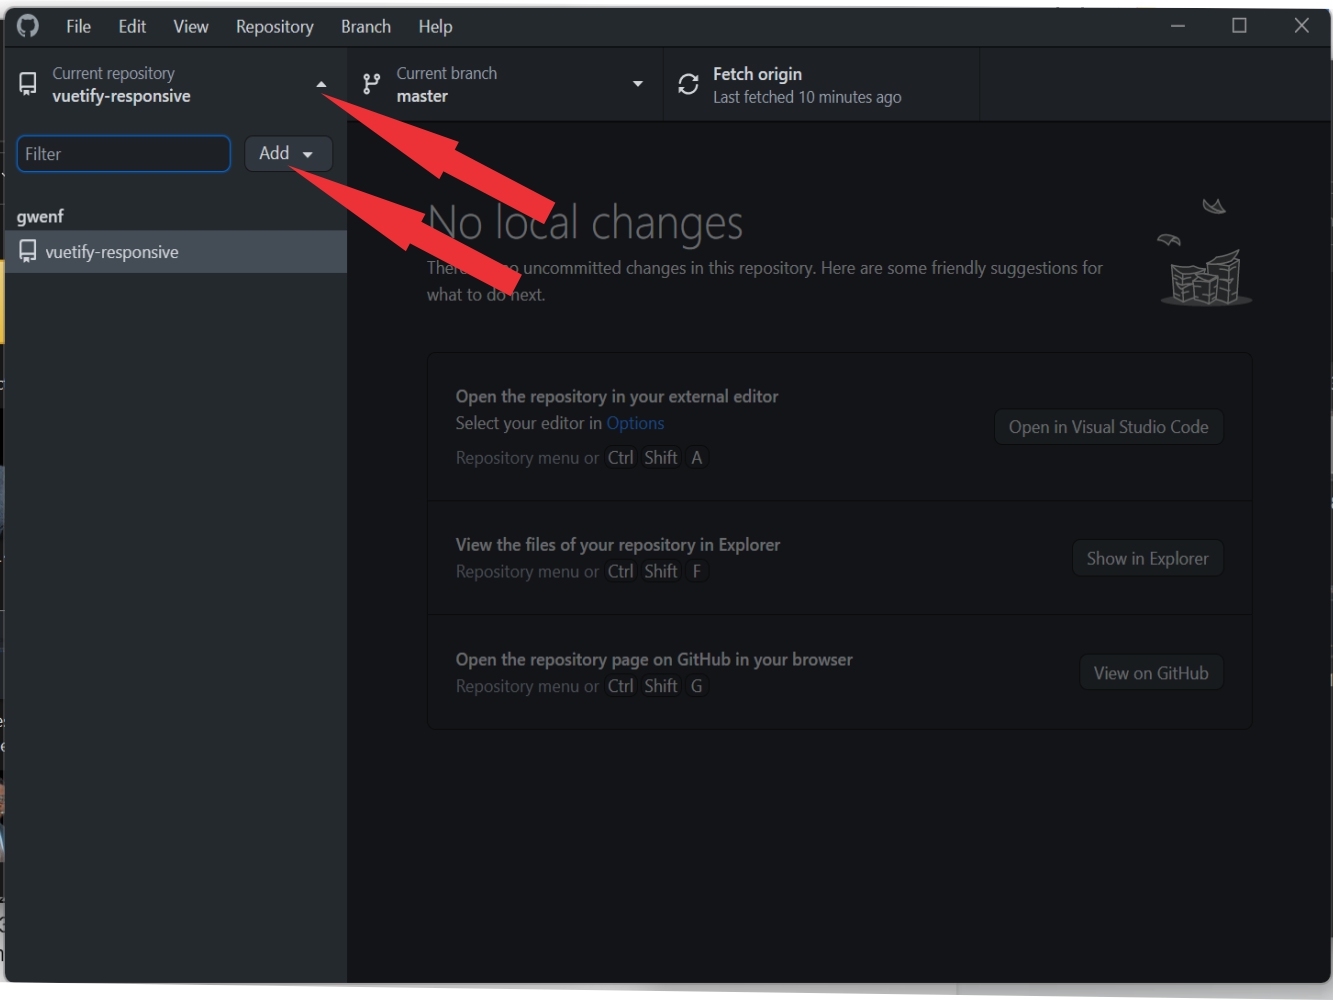 File Edit View Repository Branch Help
Current repository
vuetify-responsive
Current branch
master
Fetch origin
Last fetched 10 minutes ago
Filter
Add
gwenf
vuetify-responsive
No local changes
uncommitted changes in this repository. Here are some friendly suggestions for
what to do next.
Open the repository in your external editor
Select your editor in Options
Repository menu or Ctrl Shift A
Open in Visual Studio Code
View the files of your repository in Explorer
Repository menu or Ctrl Shift F
Show in Explorer
Open the repository page on GitHub in your browser
Repository menu or Ctrl Shift G
View on GitHub